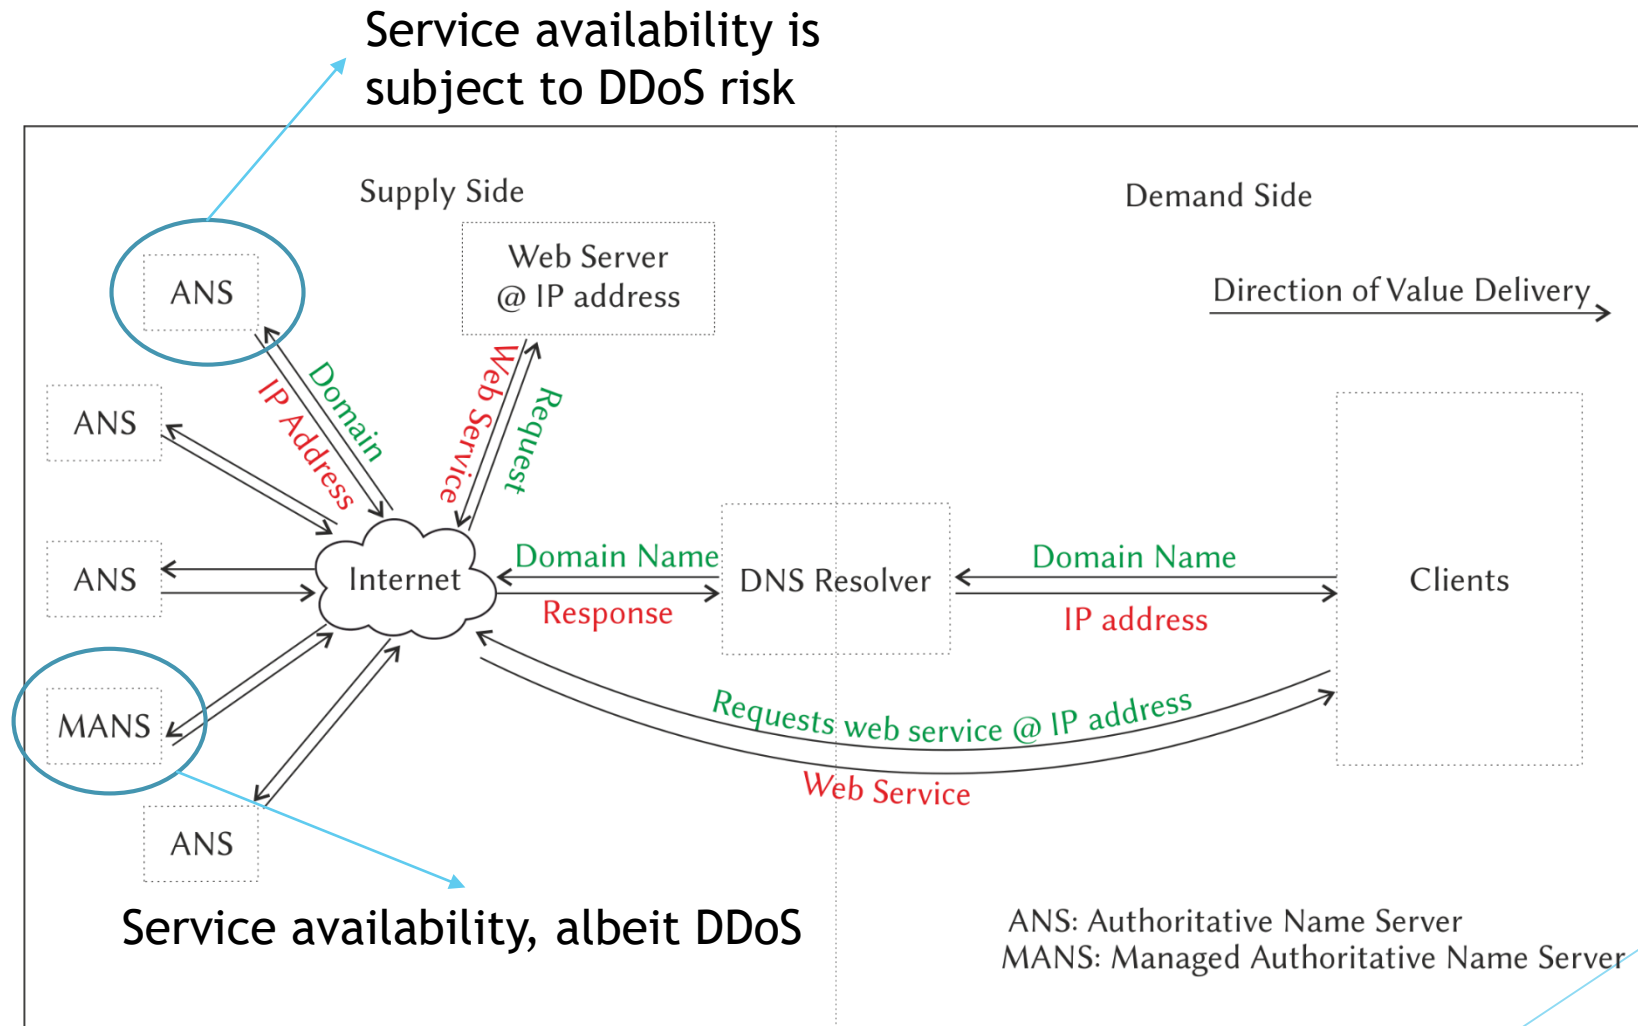 Service availability is
subject to DDoS risk
Supply Side
Demand Side
Web Server
@ IP address
ANS
Direction of Value Delivery
Domain
IP Address
Web Service
Request
ANS
ANS
Internet
Domain Name
Response
DNS Resolver
Domain Name
IP address
Clients
MANS
Requests web service @ IP address
Web Service
ANS
Service availability, albeit DDoS
ANS: Authoritative Name Server
MANS: Managed Authoritative Name Server